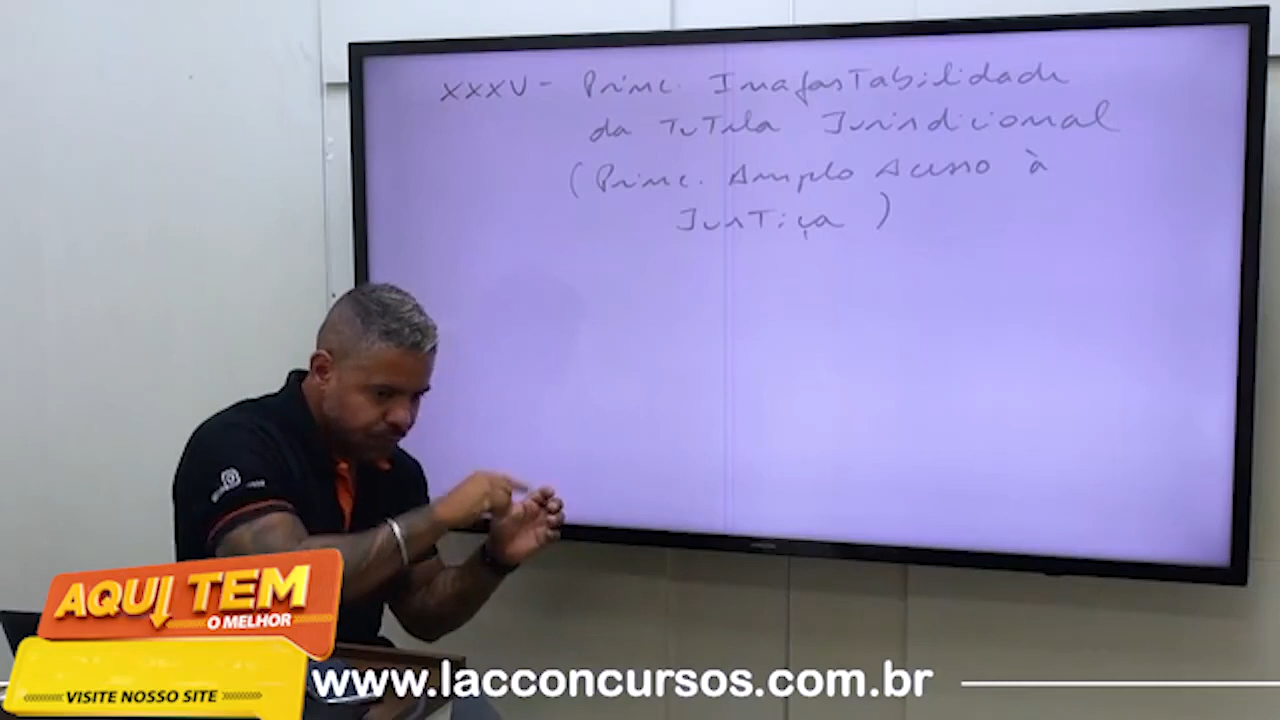 XXXV - Princ. Inafastabilidade
da Tutela Jurisdicional
(Princ. Amplo Acesso à
Justiça)
AQUI TEM
O MELHOR
VISITE NOSSO SITE
www.lacconcursos.com.br